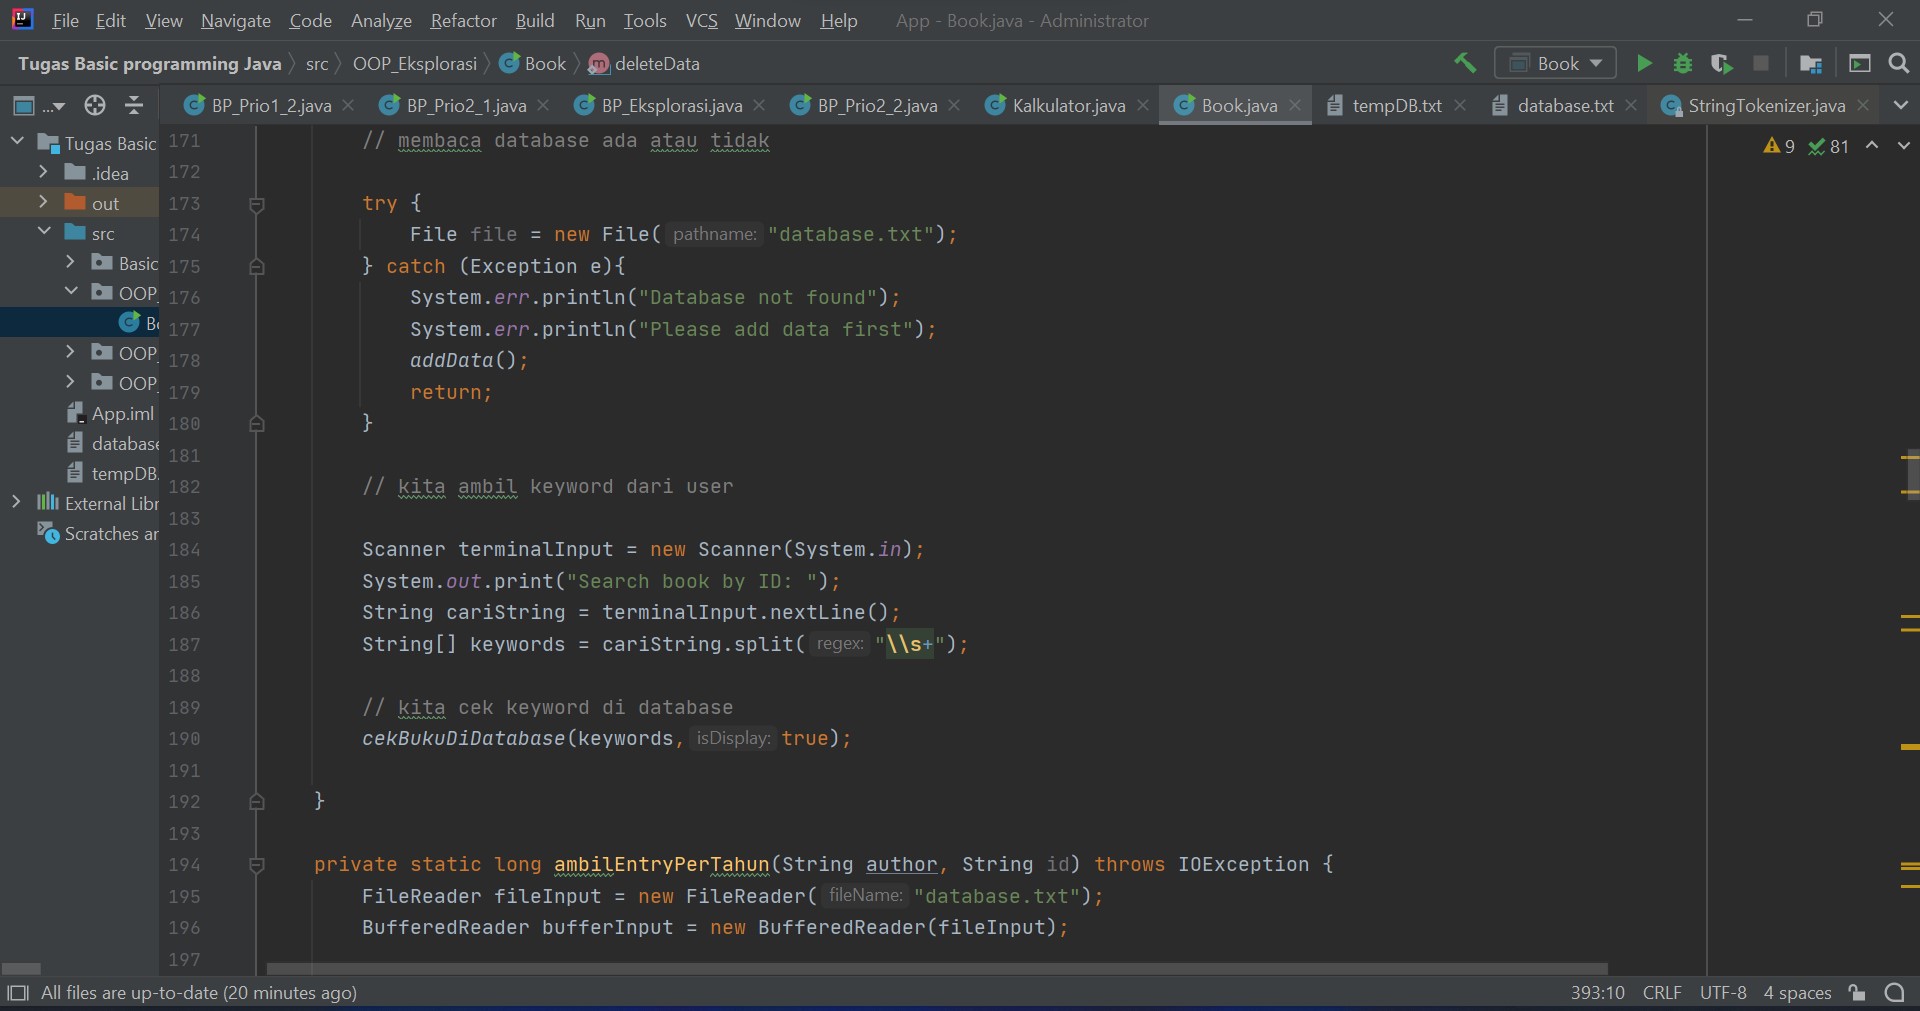 File Edit View Navigate Code Analyze Refactor Build Run Tools VCS Window Help App - Book.java - Administrator
Tugas Basic programming Java src OOP_Eksplorasi Book deleteData Book
... BP_Prio1_2.java BP_Prio2_1.java BP_Eksplorasi.java BP_Prio2_2.java Kalkulator.java Book.java tempDB.txt database.txt StringTokenizer.java
Tugas Basic
.idea
out
src
Basic
OOP_
Bo
OOP_
OOP_
App.iml
database
tempDB.
External Libr
Scratches ar
9 81
171 // membaca database ada atau tidak
172
173 try {
174 File file = new File( pathname: "database.txt");
175 } catch (Exception e){
176 System.err.println("Database not found");
177 System.err.println("Please add data first");
178 addData();
179 return;
180 }
181
182 // kita ambil keyword dari user
183
184 Scanner terminalInput = new Scanner(System.in);
185 System.out.print("Search book by ID: ");
186 String cariString = terminalInput.nextLine();
187 String[] keywords = cariString.split( regex: "\\s+");
188
189 // kita cek keyword di database
190 cekBukuDiDatabase(keywords, isDisplay: true);
191
192 }
193
194 private static long ambilEntryPerTahun(String author, String id) throws IOException {
195 FileReader fileInput = new FileReader( fileName: "database.txt");
196 BufferedReader bufferInput = new BufferedReader(fileInput);
197
All files are up-to-date (20 minutes ago) 393:10 CRLF UTF-8 4 spaces